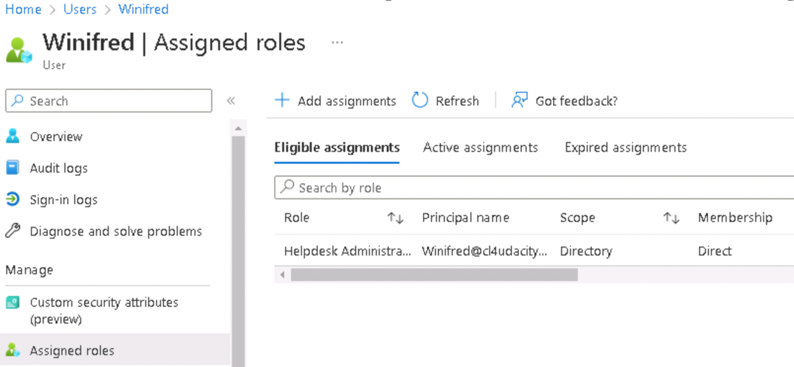 Home > Users > Winifred
Winifred | Assigned roles ...
User
Search
«
Overview
Audit logs
Sign-in logs
Diagnose and solve problems
Manage
Custom security attributes
(preview)
Assigned roles
+ Add assignments Refresh Got feedback?
Eligible assignments Active assignments Expired assignments
Search by role
Role ↑↓ Principal name Scope ↑↓ Membership
Helpdesk Administra... Winifred@cl4udacity... Directory Direct